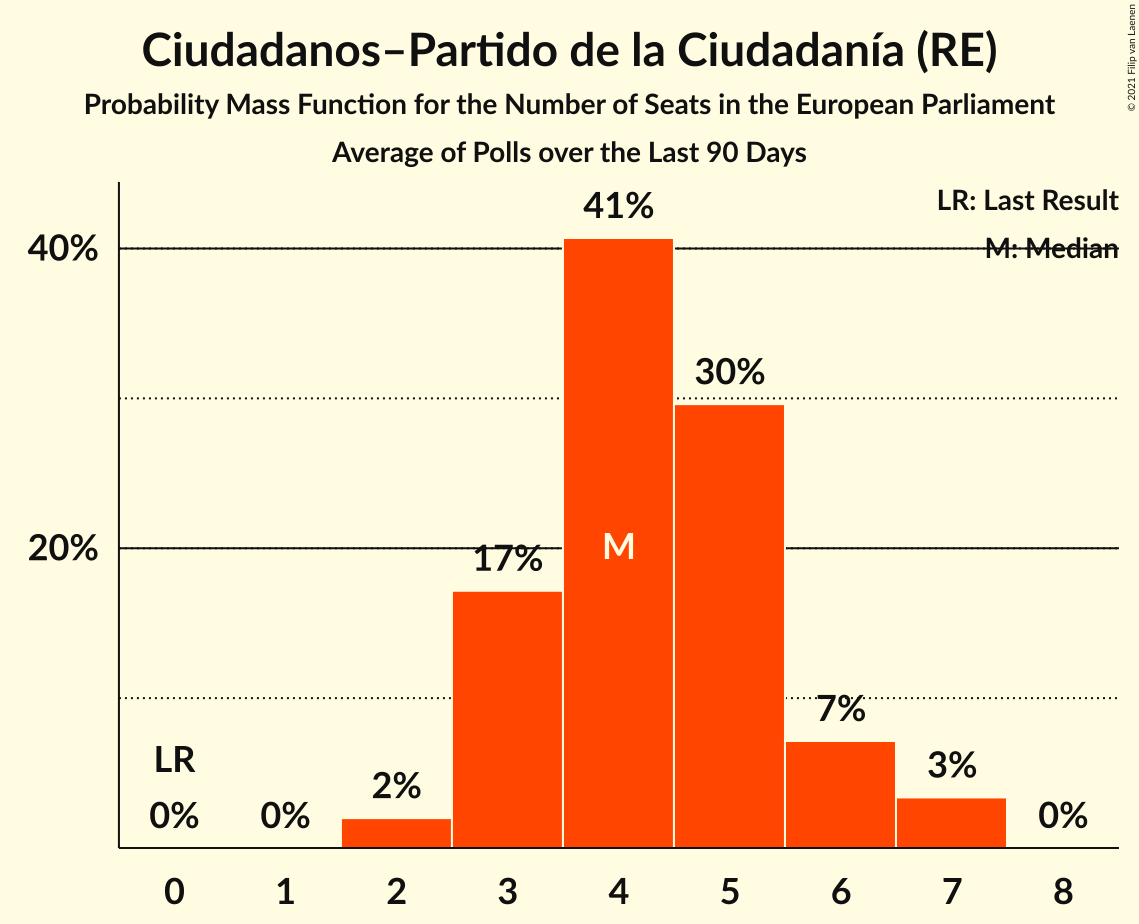 Ciudadanos–Partido de la Ciudadanía (RE)
Probability Mass Function for the Number of Seats in the European Parliament
Average of Polls over the Last 90 Days
© 2021 Filip van Laenen
LR: Last Result
M: Median
41%
40%
30%
M
20%
17%
7%
LR
3%
2%
0% 0% 0%
0 1 2 3 4 5 6 7 8